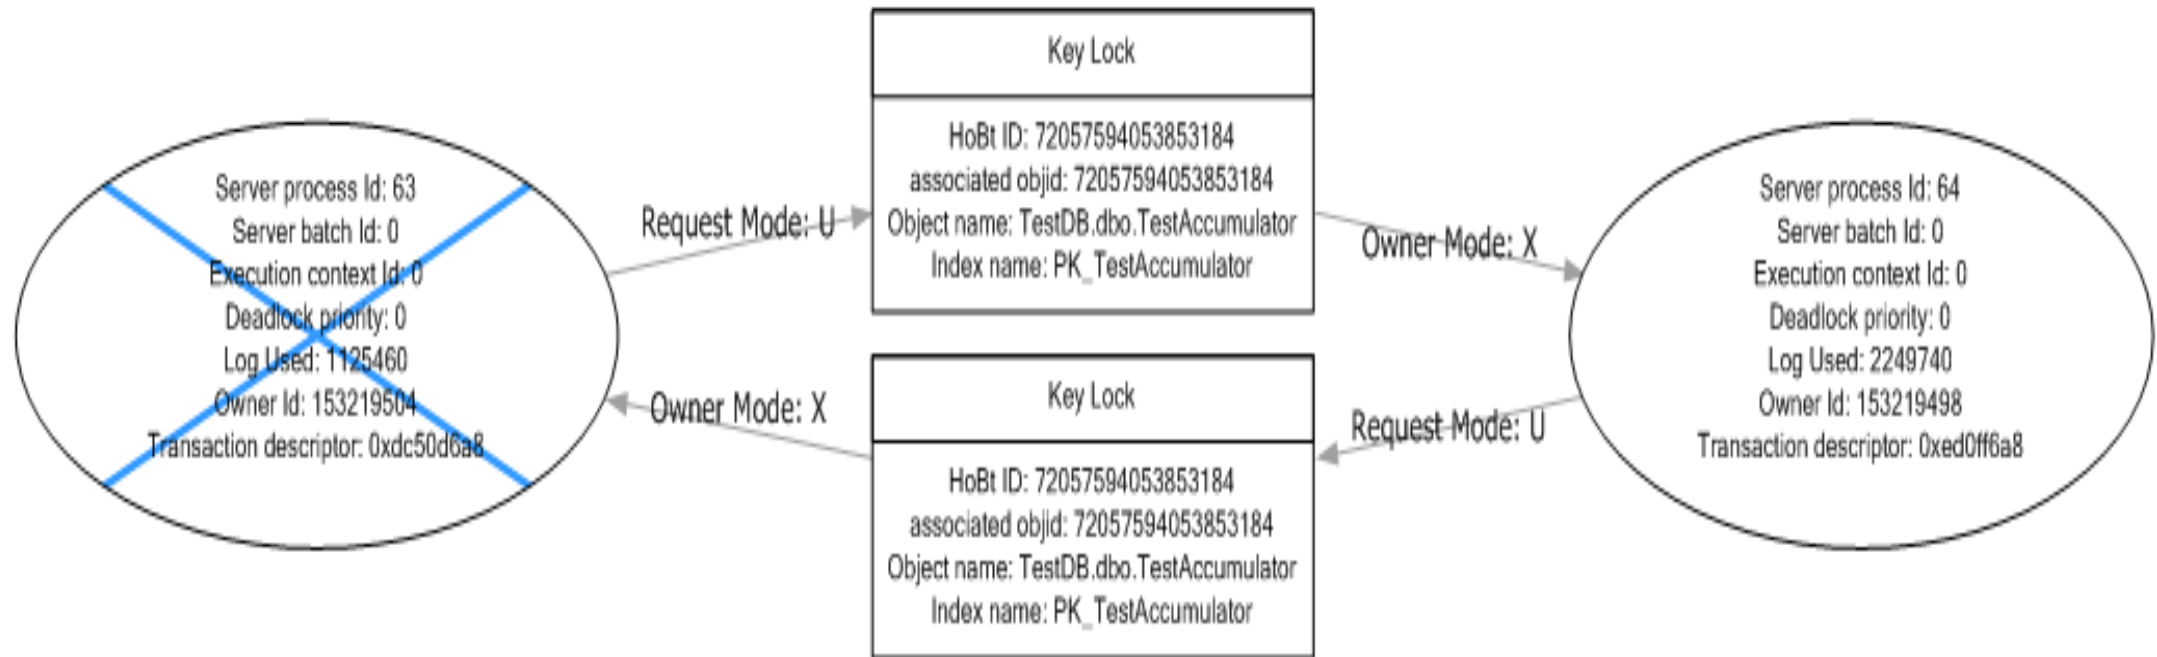 Server process Id: 63
Server batch Id: 0
Execution context Id: 0
Deadlock priority: 0
Log Used: 1125460
Owner Id: 153219504
Transaction descriptor: 0xdc50d6a8
Request Mode: U
Owner Mode: X
Key Lock
HoBt ID: 72057594053853184
associated objid: 72057594053853184
Object name: TestDB.dbo.TestAccumulator
Index name: PK_TestAccumulator
Key Lock
HoBt ID: 72057594053853184
associated objid: 72057594053853184
Object name: TestDB.dbo.TestAccumulator
Index name: PK_TestAccumulator
Owner Mode: X
Request Mode: U
Server process Id: 64
Server batch Id: 0
Execution context Id: 0
Deadlock priority: 0
Log Used: 2249740
Owner Id: 153219498
Transaction descriptor: 0xed0ff6a8